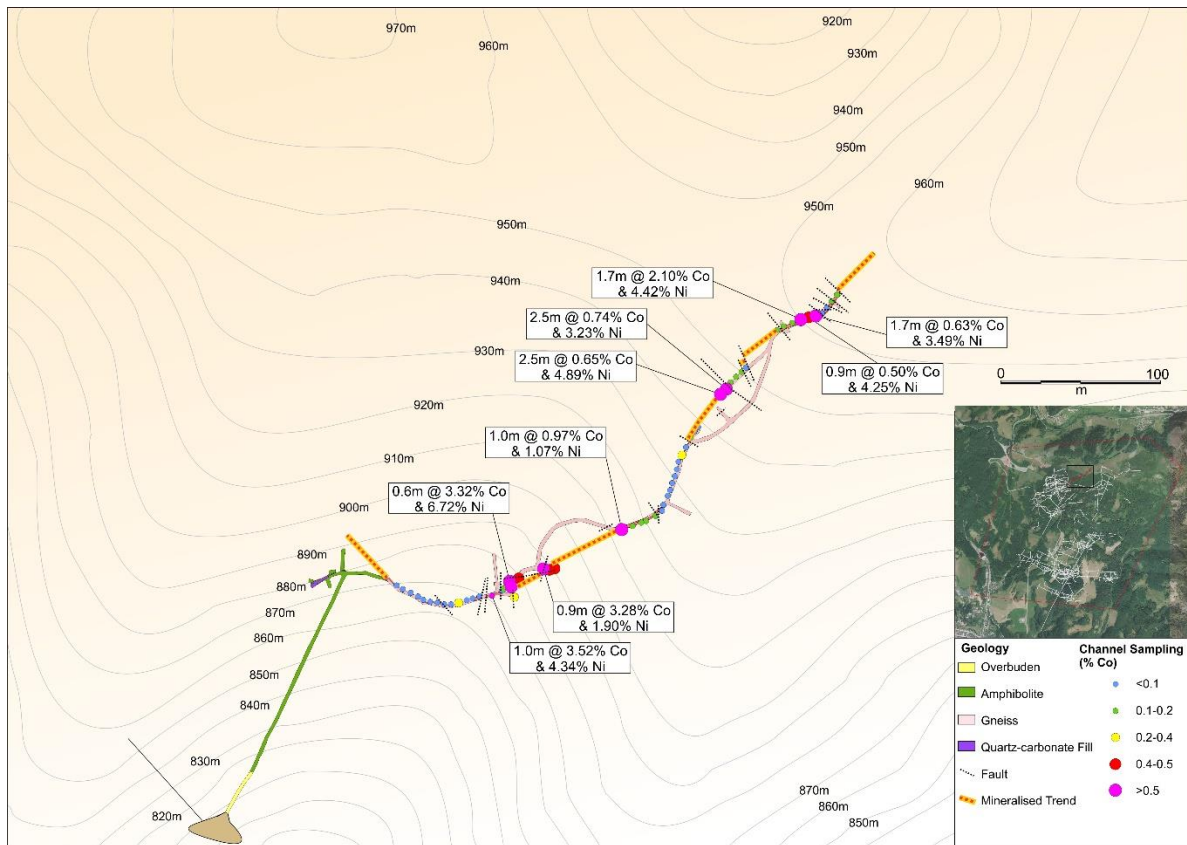 970m
960m
920m
930m
940m
950m
960m
950m
950m
940m
930m
920m
910m
900m
890m
880m
870m
860m
850m
840m
830m
820m
870m
860m
850m
1.7m @ 2.10% Co
& 4.42% Ni
2.5m @ 0.74% Co
& 3.23% Ni
2.5m @ 0.65% Co
& 4.89% Ni
1.7m @ 0.63% Co
& 3.49% Ni
0.9m @ 0.50% Co
& 4.25% Ni
1.0m @ 0.97% Co
& 1.07% Ni
0.6m @ 3.32% Co
& 6.72% Ni
0.9m @ 3.28% Co
& 1.90% Ni
1.0m @ 3.52% Co
& 4.34% Ni
0 100
m
Geology
Overbuden
Amphibolite
Gneiss
Quartz-carbonate Fill
Fault
Mineralised Trend
Channel Sampling
(% Co)
<0.1
0.1-0.2
0.2-0.4
0.4-0.5
>0.5